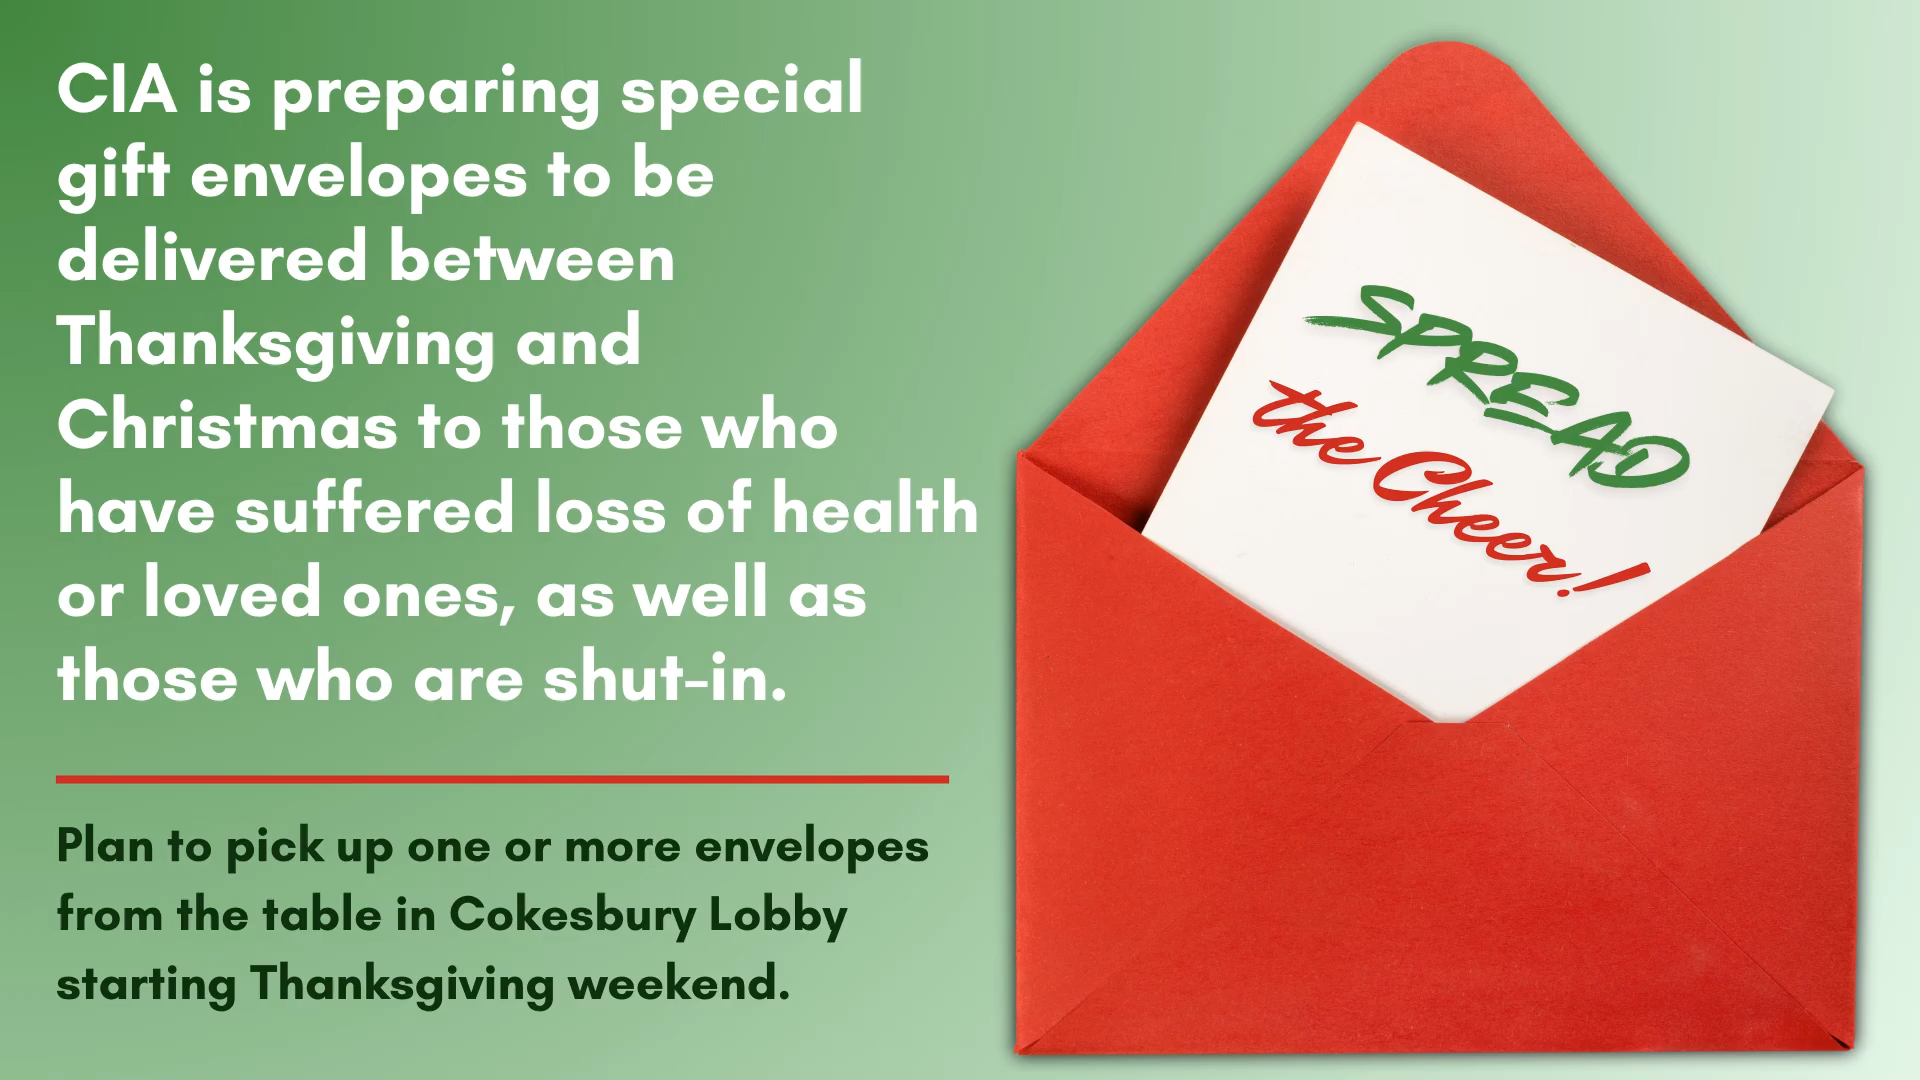 CIA is preparing special
gift envelopes to be
delivered between
Thanksgiving and
Christmas to those who
have suffered loss of health
or loved ones, as well as
those who are shut-in.
Plan to pick up one or more envelopes
from the table in Cokesbury Lobby
starting Thanksgiving weekend.
SPREAD
the Cheer!